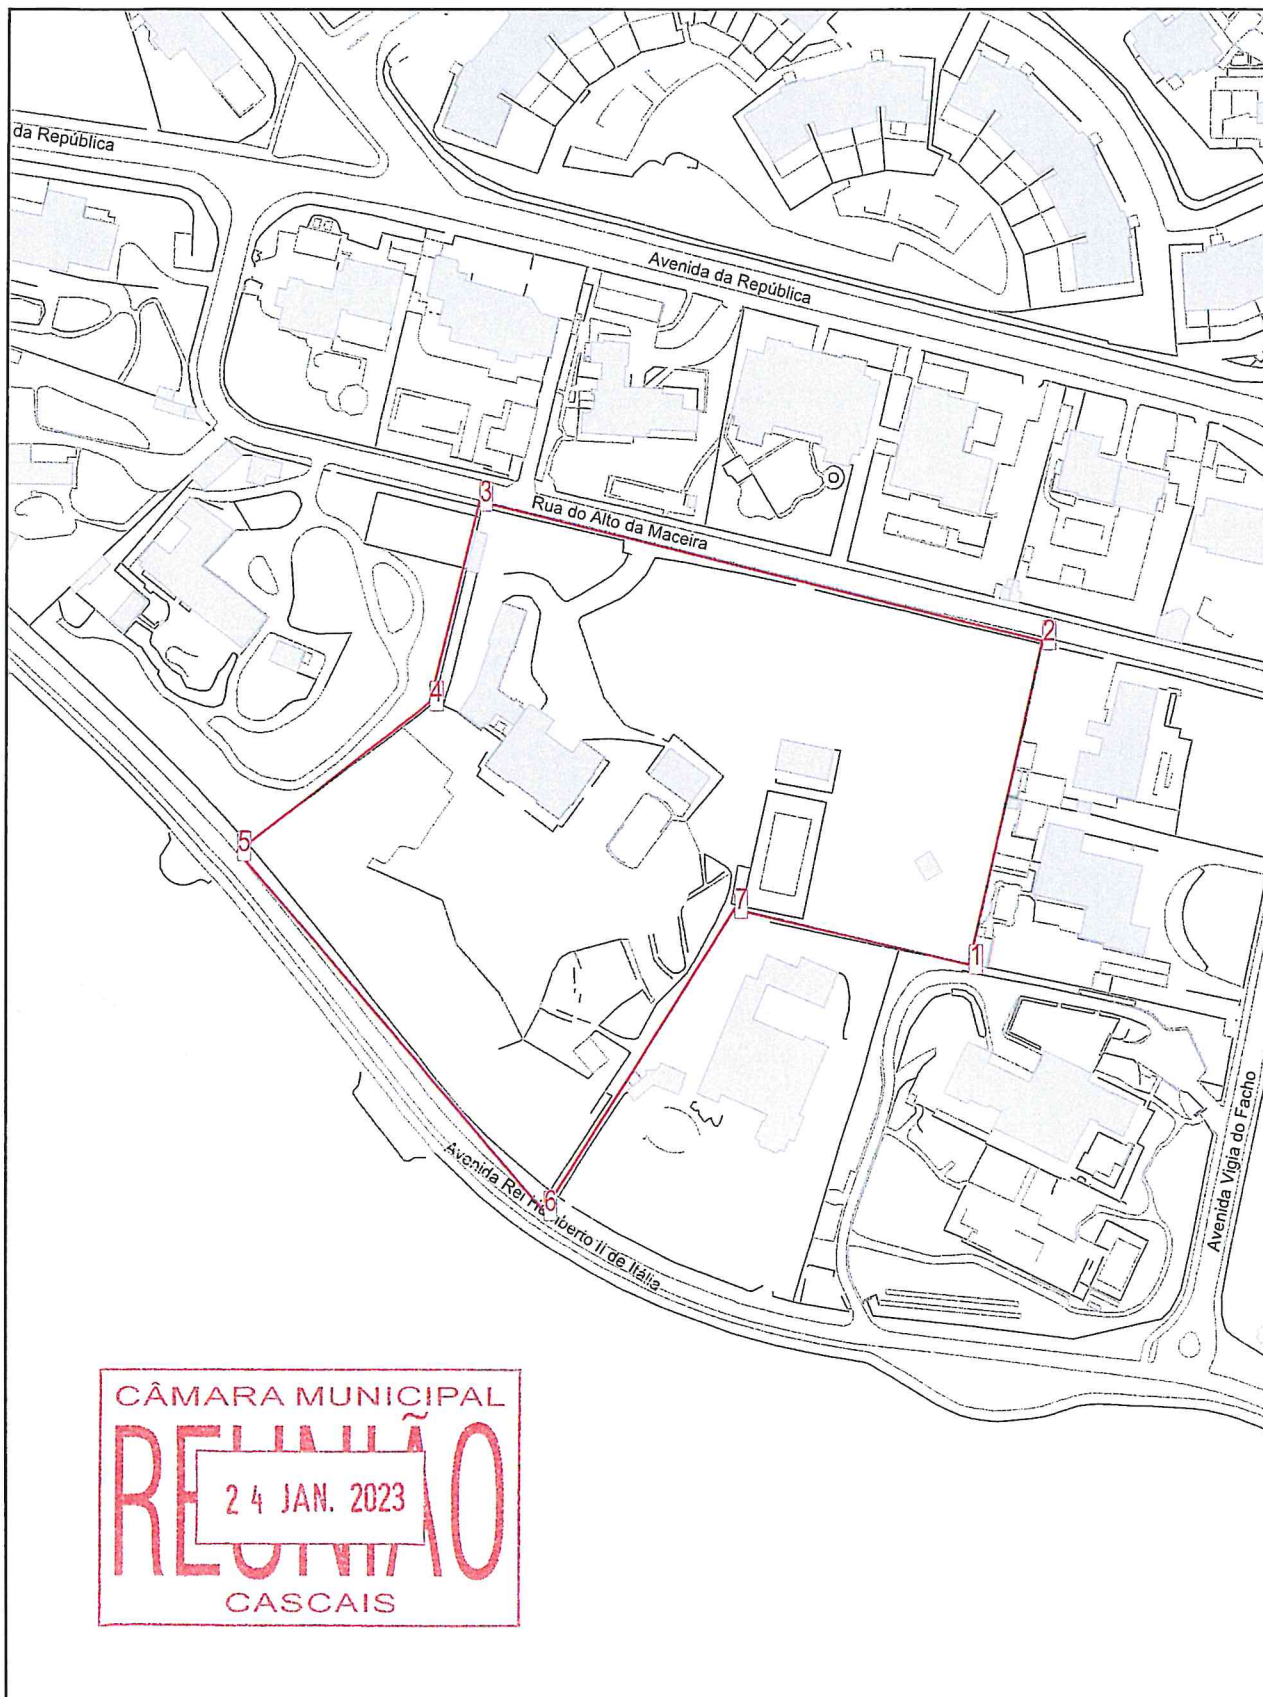 da República
Avenida da República
3
Rua do Alto da Maceira
2
4
5
7
1
Avenida Vigia do Facho
6
Avenida Rei Humberto II de Itália
CÂMARA MUNICIPAL
REUNIÃO
24 JAN. 2023
CASCAIS